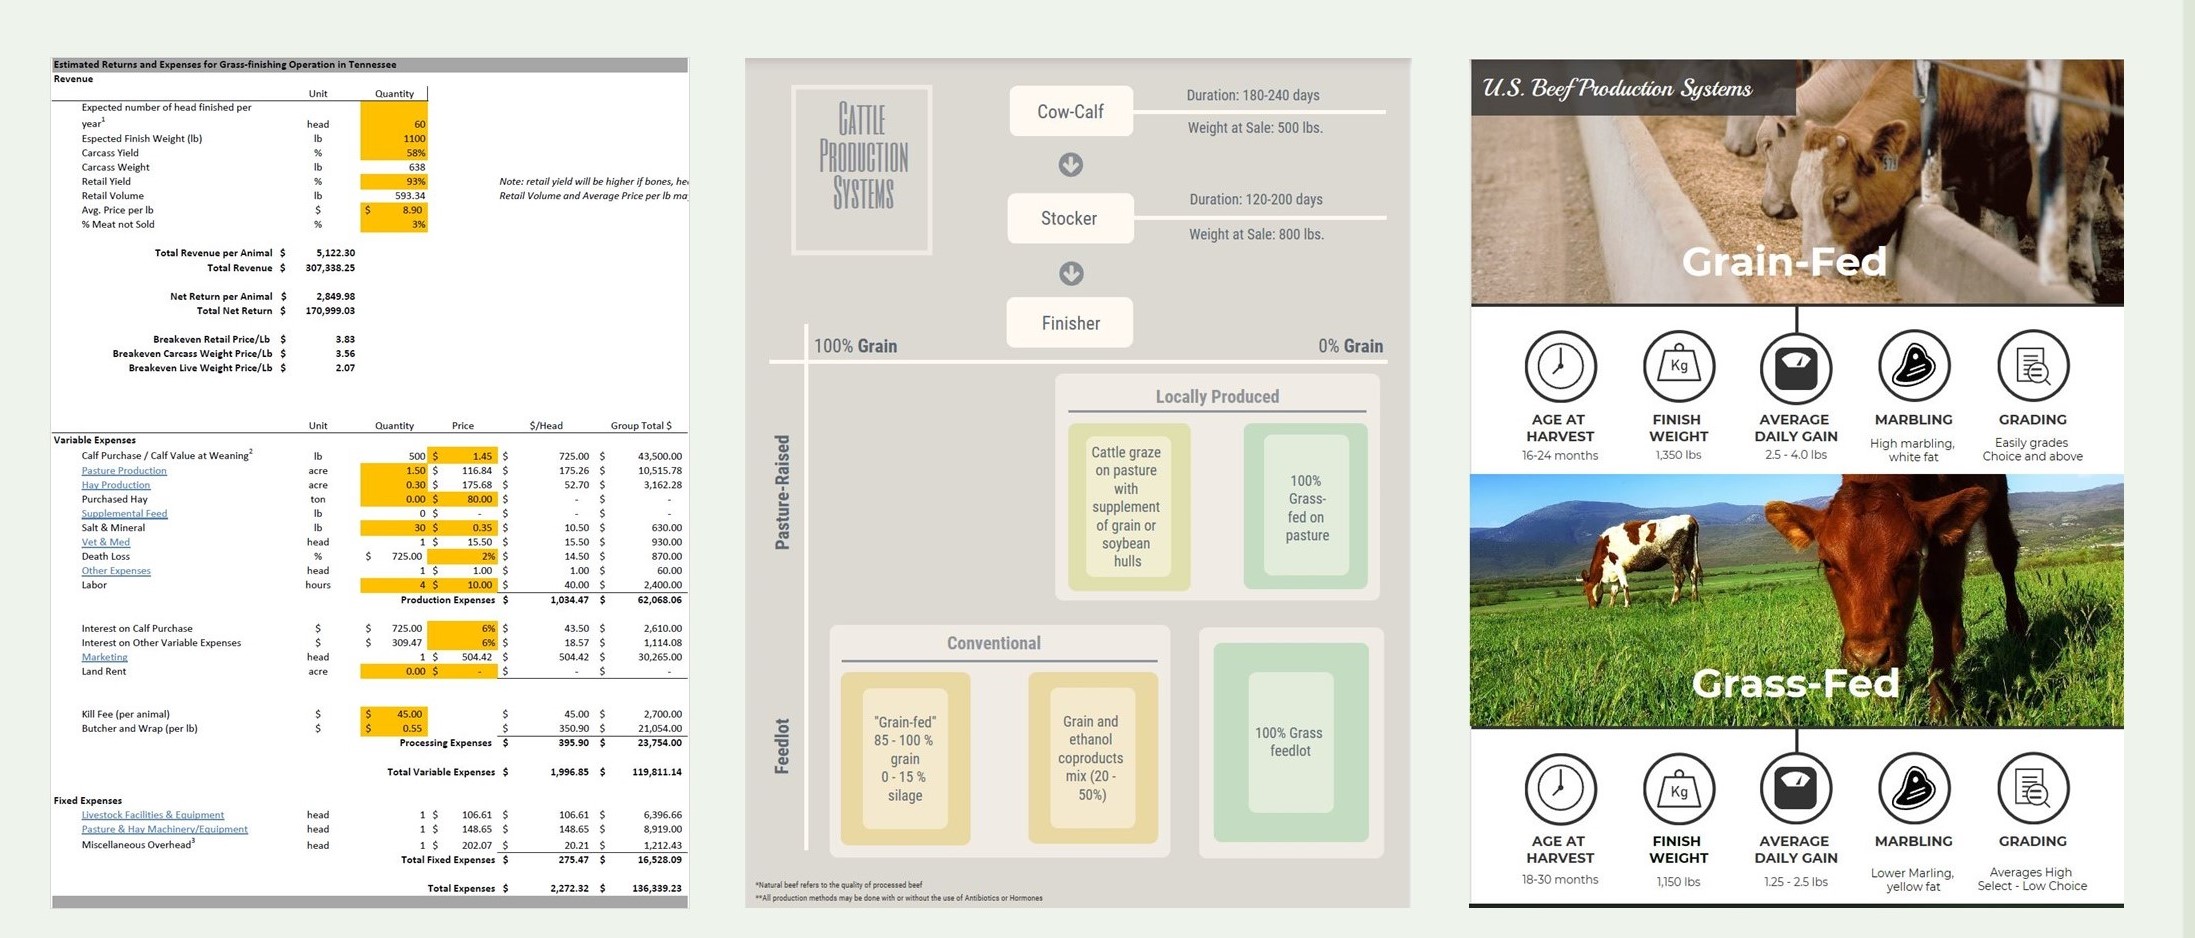 Estimated Returns and Expenses for Grass-finishing Operation in Tennessee
Revenue
Unit Quantity
Expected number of head finished per
year1 head 60
Espected Finish Weight (lb) lb 1100
Carcass Yield % 58%
Carcass Weight lb 638
Retail Yield % 93% Note: retail yield will be higher if bones,
Retail Volume lb 593.34 Retail Volume and Average Price per lb
Avg. Price per lb $ $ 8.90
% Meat not Sold % 3%
Total Revenue per Animal $ 5,122.30
Total Revenue $ 307,338.25
Net Return per Animal $ 2,849.98
Total Net Return $ 170,999.03
Breakeven Retail Price/Lb $ 3.83
Breakeven Carcass Weight Price/Lb $ 3.56
Breakeven Live Weight Price/Lb $ 2.07
Unit Quantity Price $/Head Group Total $
Variable Expenses
Calf Purchase / Calf Value at Weaning2 lb 500 $ 1.45 $ 725.00 $ 43,500.00
Pasture Production acre 1.50 $ 116.84 $ 175.26 $ 10,515.78
Hay Production acre 0.30 $ 175.68 $ 52.70 $ 3,162.28
Purchased Hay ton 0.00 $ 80.00 $ - $ -
Supplemental Feed lb 0 $ - $ - $ -
Salt & Mineral lb 30 $ 0.35 $ 10.50 $ 630.00
Vet & Med head 1 $ 15.50 $ 15.50 $ 930.00
Death Loss % $ 725.00 2% $ 14.50 $ 870.00
Other Expenses head 1 $ 1.00 $ 1.00 $ 60.00
Labor hours 4 $ 10.00 $ 40.00 $ 2,400.00
Production Expenses $ 1,034.47 $ 62,068.06
Interest on Calf Purchase $ $ 725.00 6% $ 43.50 $ 2,610.00
Interest on Other Variable Expenses $ $ 309.47 6% $ 18.57 $ 1,114.08
Marketing head 1 $ 504.42 $ 504.42 $ 30,265.00
Land Rent acre 0.00 $ - $ - $ -
Kill Fee (per animal) $ $ 45.00 $ 45.00 $ 2,700.00
Butcher and Wrap (per lb) $ $ 0.55 $ 350.90 $ 21,054.00
Processing Expenses $ 395.90 $ 23,754.00
Total Variable Expenses $ 1,996.85 $ 119,811.14
Fixed Expenses
Livestock Facilities & Equipment head 1 $ 106.61 $ 106.61 $ 6,396.66
Pasture & Hay Machinery/Equipment head 1 $ 148.65 $ 148.65 $ 8,919.00
Miscellaneous Overhead3 head 1 $ 202.07 $ 20.21 $ 1,212.43
Total Fixed Expenses $ 275.47 $ 16,528.09
Total Expenses $ 2,272.32 $ 136,339.23
CATTLE
PRODUCTION
SYSTEMS
Cow-Calf
Duration: 180-240 days
Weight at Sale: 500 lbs.
Stocker
Duration: 120-200 days
Weight at Sale: 800 lbs.
Finisher
100% Grain
0% Grain
Pasture-Raised
Locally Produced
Cattle graze
on pasture
with
supplement
of grain or
soybean
hulls
100%
Grass-
fed on
pasture
Feedlot
Conventional
"Grain-fed"
85 - 100 %
grain
0 - 15 %
silage
Grain and
ethanol
coproducts
mix (20 -
50%)
100% Grass
feedlot
*Natural beef refers to the quality of processed beef
**All production methods may be done with or without the use of Antibiotics or Hormones
U.S. Beef Production Systems
Grain-Fed
Kg
AGE AT
HARVEST
16-24 months
FINISH
WEIGHT
1,350 lbs
AVERAGE
DAILY GAIN
2.5 - 4.0 lbs
MARBLING
High marbling,
white fat
GRADING
Easily grades
Choice and above
Grass-Fed
Kg
AGE AT
HARVEST
18-30 months
FINISH
WEIGHT
1,150 lbs
AVERAGE
DAILY GAIN
1.25 - 2.5 lbs
MARBLING
Lower Marling,
yellow fat
GRADING
Averages High
Select - Low Choice